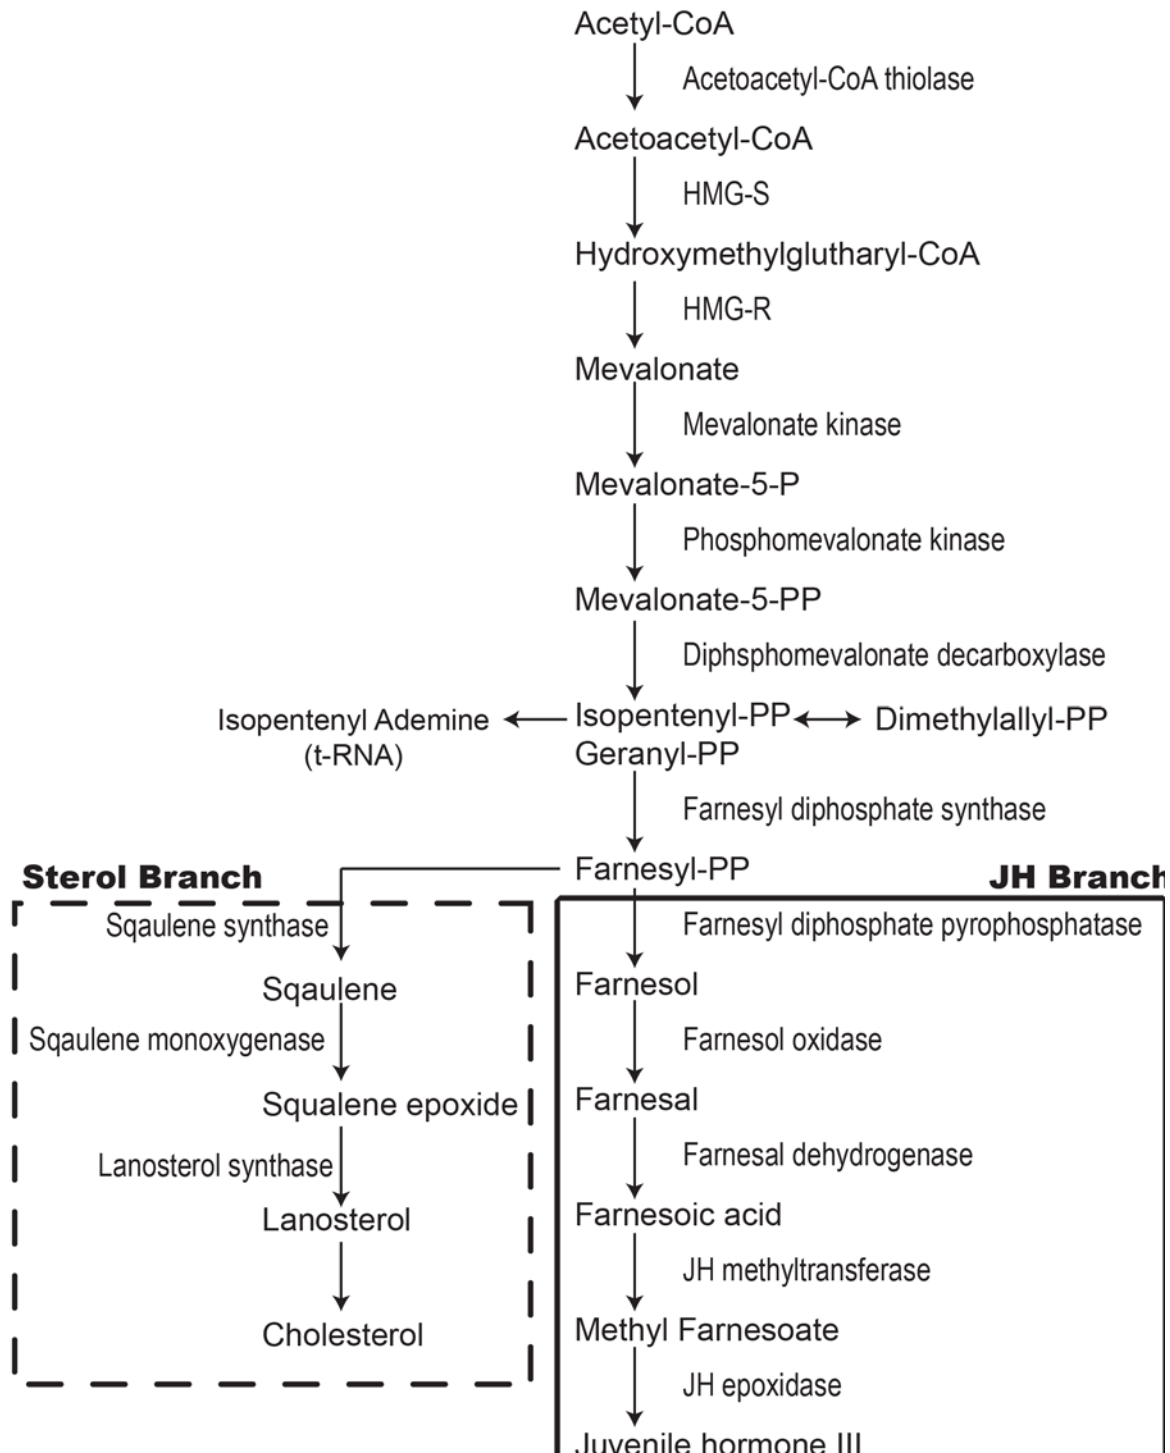 Acetyl-CoA
Acetoacetyl-CoA thiolase
Acetoacetyl-CoA
HMG-S
Hydroxymethylglutharyl-CoA
HMG-R
Mevalonate
Mevalonate kinase
Mevalonate-5-P
Phosphomevalonate kinase
Mevalonate-5-PP
Diphsphomevalonate decarboxylase
Isopentenyl Ademine
(t-RNA)
Isopentenyl-PP
Dimethylallyl-PP
Geranyl-PP
Farnesyl diphosphate synthase
Farnesyl-PP
Sterol Branch
Sqaulene synthase
Sqaulene
Sqaulene monoxygenase
Squalene epoxide
Lanosterol synthase
Lanosterol
Cholesterol
JH Branch
Farnesyl diphosphate pyrophosphatase
Farnesol
Farnesol oxidase
Farnesal
Farnesal dehydrogenase
Farnesoic acid
JH methyltransferase
Methyl Farnesoate
JH epoxidase
Juvenile hormone III